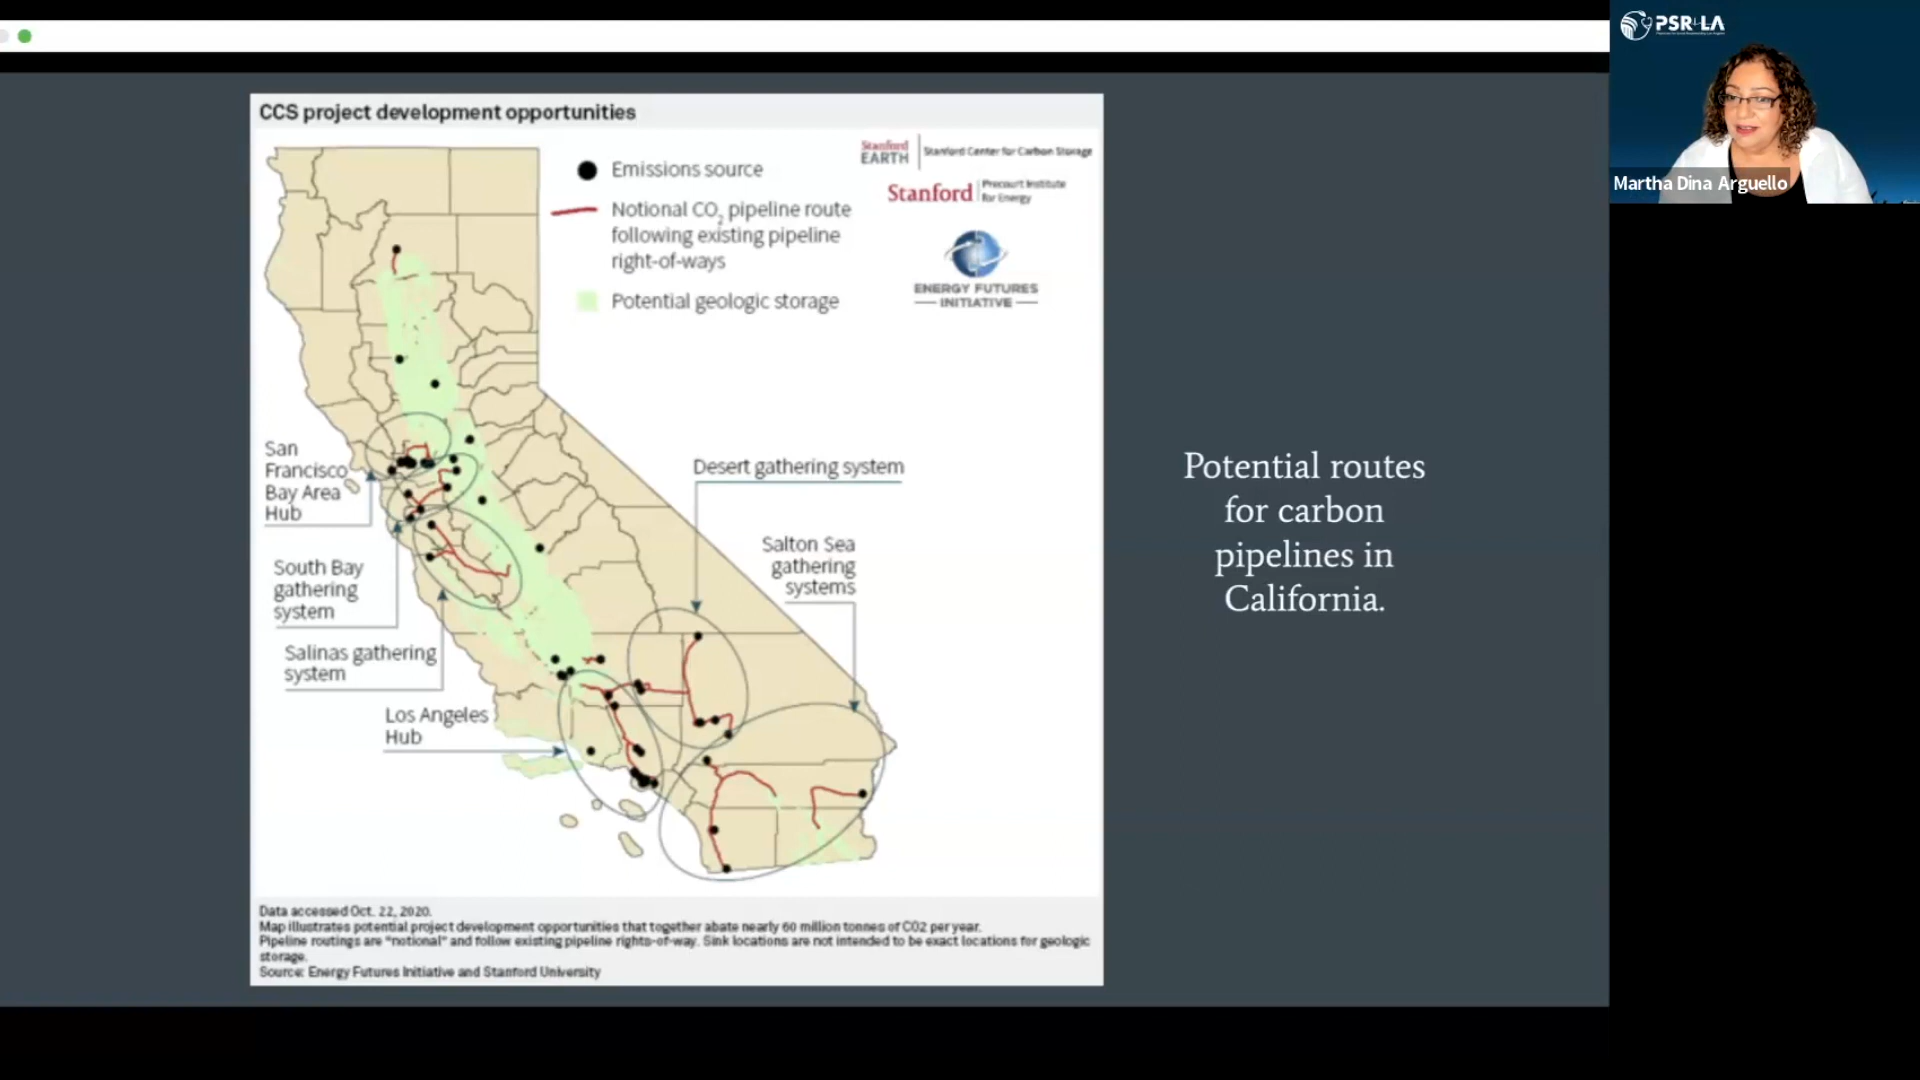 CCS project development opportunities
Emissions source
Notional CO2 pipeline route
following existing pipeline
right-of-ways
Potential geologic storage
Stanford
EARTH
Stanford Center for Carbon Storage
Stanford
Precourt Institute
for Energy
ENERGY FUTURES
INITIATIVE
San
Francisco
Bay Area
Hub
South Bay
gathering
system
Salinas gathering
system
Los Angeles
Hub
Desert gathering system
Salton Sea
gathering
systems
Data accessed Oct. 22, 2020.
Map illustrates potential project development opportunities that together abate nearly 60 million tonnes of CO2 per year.
Pipeline routings are "notional" and follow existing pipeline rights-of-way. Sink locations are not intended to be exact locations for geologic
storage.
Source: Energy Futures Initiative and Stanford University
Potential routes
for carbon
pipelines in
California.
PSR-LA
Martha Dina Arguello